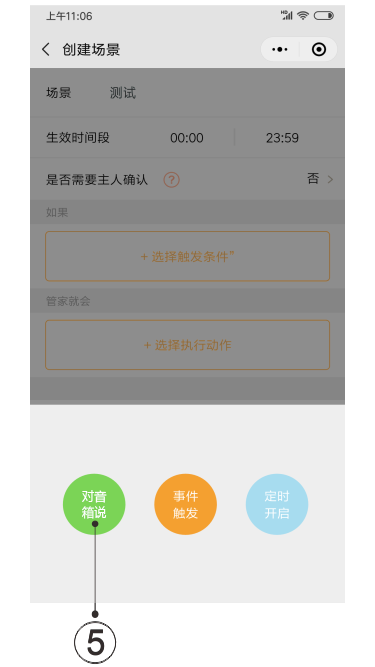 上午11:06
创建场景
场景 测试
生效时间段 00:00 23:59
是否需要主人确认 ? 否
如果
+ 选择触发条件*
管家就会
+ 选择执行动作
对音
箱说
事件
触发
定时
开启
5